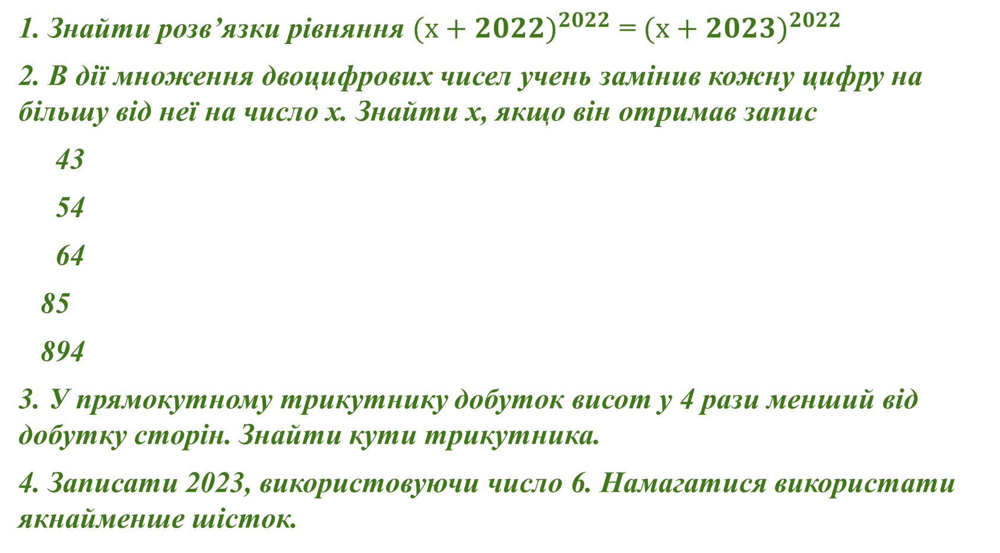 1. Знайти розв’язки рівняння (x + 2022)²⁰²² = (x + 2023)²⁰²²
2. В дії множення двоцифрових чисел учень замінив кожну цифру на
більшу від неї на число х. Знайти х, якщо він отримав запис
43
54
64
85
894
3. У прямокутному трикутнику добуток висот у 4 рази менший від
добутку сторін. Знайти кути трикутника.
4. Записати 2023, використовуючи число 6. Намагатися використати
якнайменше шісток.